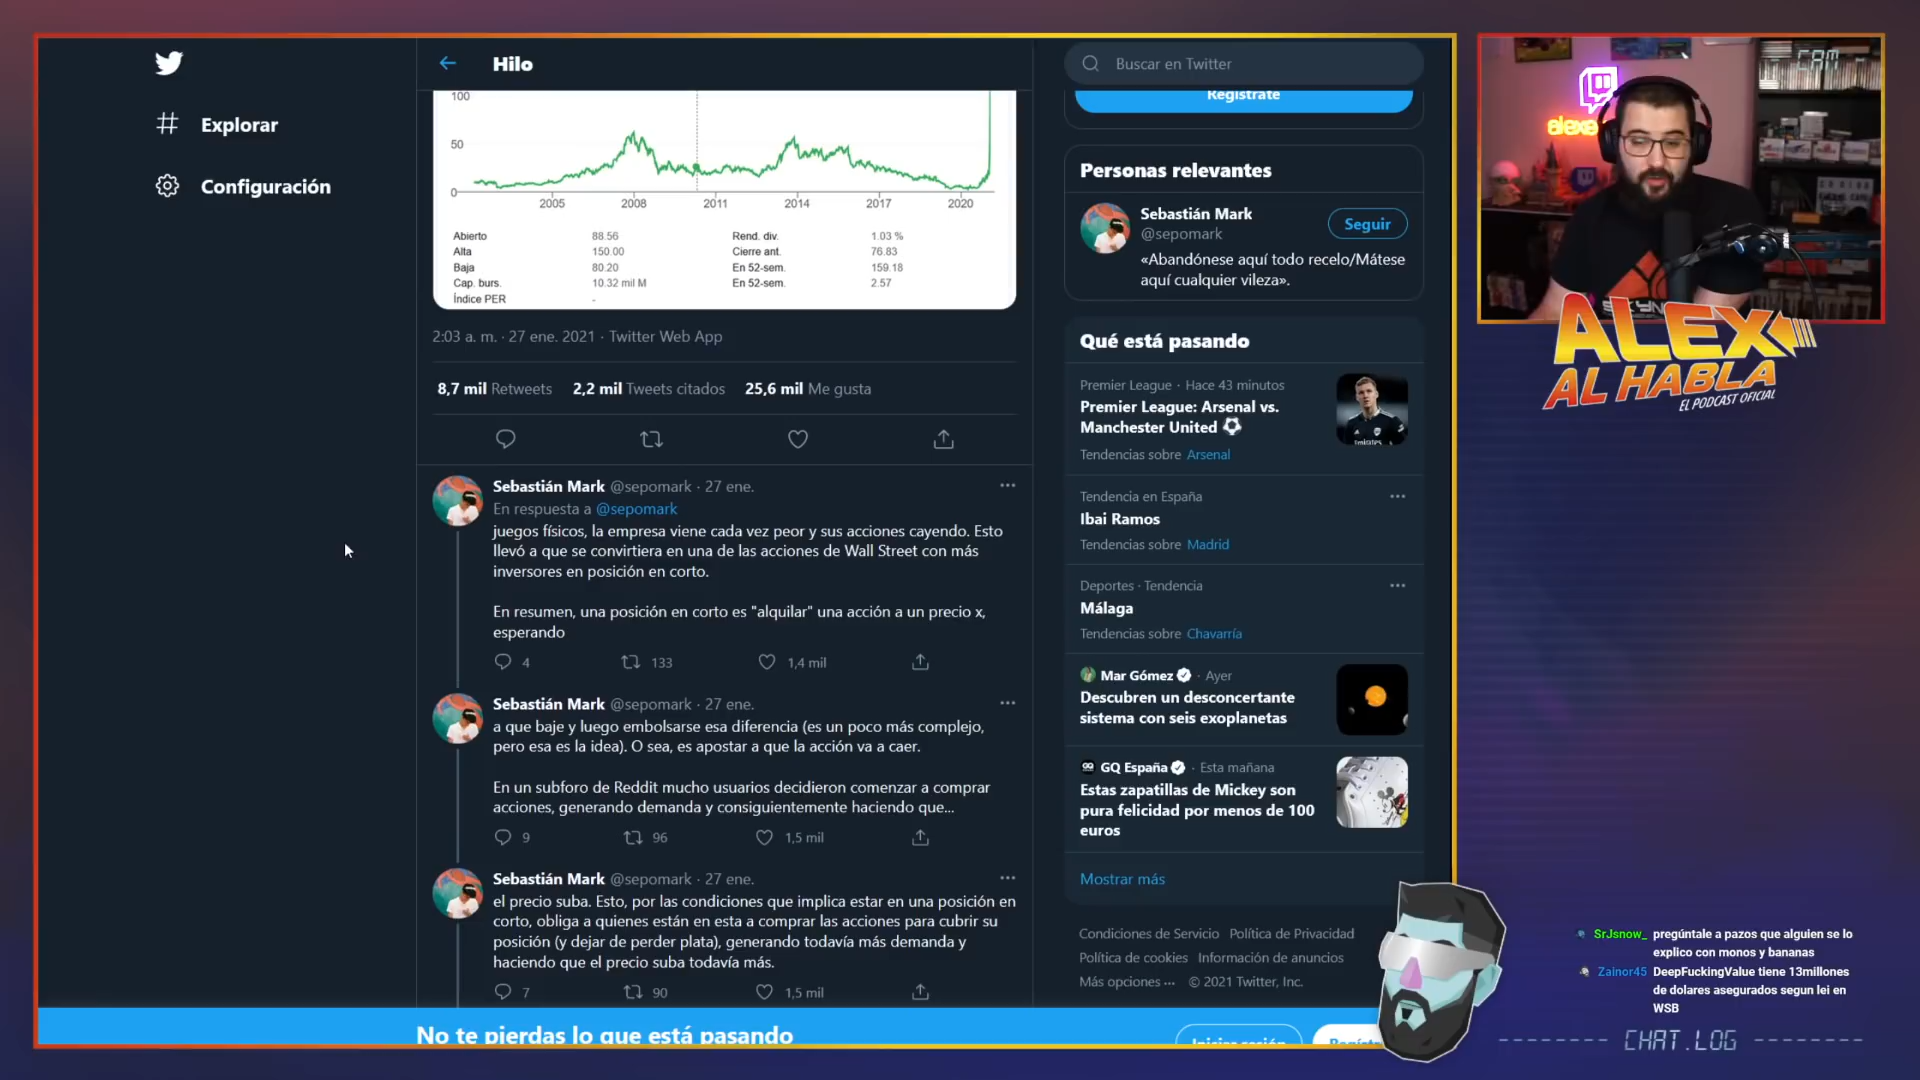 Hilo
Explorar
Configuración
100
50
0
2005
2008
2011
2014
2017
2020
Abierto 88.56 Rend. div. 1.03 %
Alta 150.00 Cierre ant. 76.83
Baja 80.20 En 52-sem. 159.18
Cap. burs. 10.32 mil M En 52-sem. 2.57
Índice PER -
2:03 a. m. · 27 ene. 2021 · Twitter Web App
8,7 mil Retweets 2,2 mil Tweets citados 25,6 mil Me gusta
Sebastián Mark @sepomark · 27 ene.
En respuesta a @sepomark
juegos físicos, la empresa viene cada vez peor y sus acciones cayendo. Esto
llevó a que se convirtiera en una de las acciones de Wall Street con más
inversores en posición en corto.
En resumen, una posición en corto es "alquilar" una acción a un precio x,
esperando
4 133 1,4 mil
Sebastián Mark @sepomark · 27 ene.
a que baje y luego embolsarse esa diferencia (es un poco más complejo,
pero esa es la idea). O sea, es apostar a que la acción va a caer.
En un subforo de Reddit mucho usuarios decidieron comenzar a comprar
acciones, generando demanda y consiguientemente haciendo que...
9 96 1,5 mil
Sebastián Mark @sepomark · 27 ene.
el precio suba. Esto, por las condiciones que implica estar en una posición en
corto, obliga a quienes están en esta a comprar las acciones para cubrir su
posición (y dejar de perder plata), generando todavía más demanda y
haciendo que el precio suba todavía más.
7 90 1,5 mil
No te pierdas lo que está pasando
Iniciar sesión
Buscar en Twitter
Regístrate
Personas relevantes
Sebastián Mark
@sepomark
Seguir
«Abandónese aquí todo recelo/Mátese
aquí cualquier vileza».
Qué está pasando
Premier League · Hace 43 minutos
Premier League: Arsenal vs.
Manchester United
Tendencias sobre Arsenal
Tendencia en España
Ibai Ramos
Tendencias sobre Madrid
Deportes · Tendencia
Málaga
Tendencias sobre Chavarría
Mar Gómez · Ayer
Descubren un desconcertante
sistema con seis exoplanetas
GQ España · Esta mañana
Estas zapatillas de Mickey son
pura felicidad por menos de 100
euros
Mostrar más
Condiciones de Servicio Política de Privacidad
Política de cookies Información de anuncios
Más opciones ··· © 2021 Twitter, Inc.
- CAM -
ALEX
AL HABLA
EL PODCAST OFICIAL
SrJsnow_ pregúntale a pazos que alguien se lo
explico con monos y bananas
Zainor45 DeepFuckingValue tiene 13millones
de dolares asegurados segun lei en
WSB
CHAT.LOG